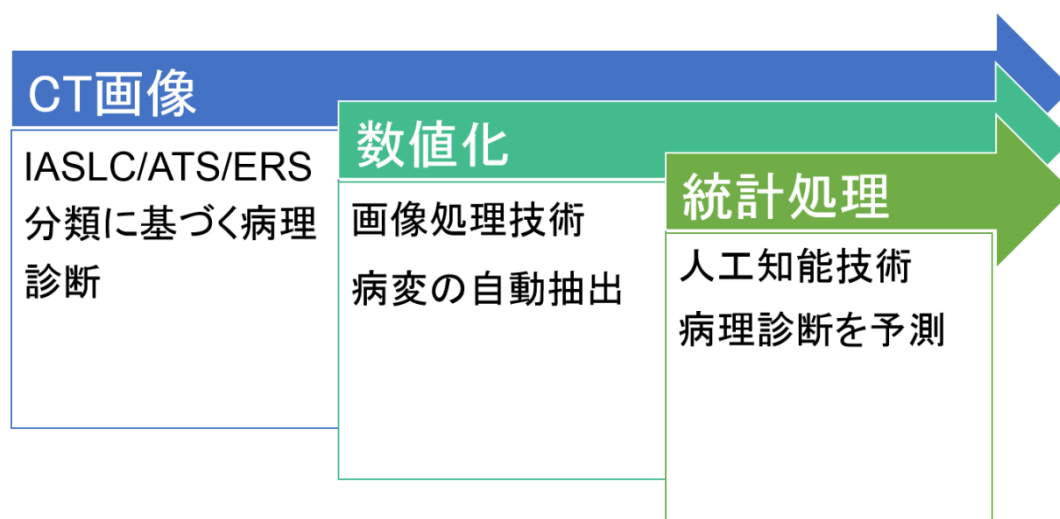 CT画像
IASLC/ATS/ERS
分類に基づく病理
診断
数値化
画像処理技術
病変の自動抽出
統計処理
人工知能技術
病理診断を予測